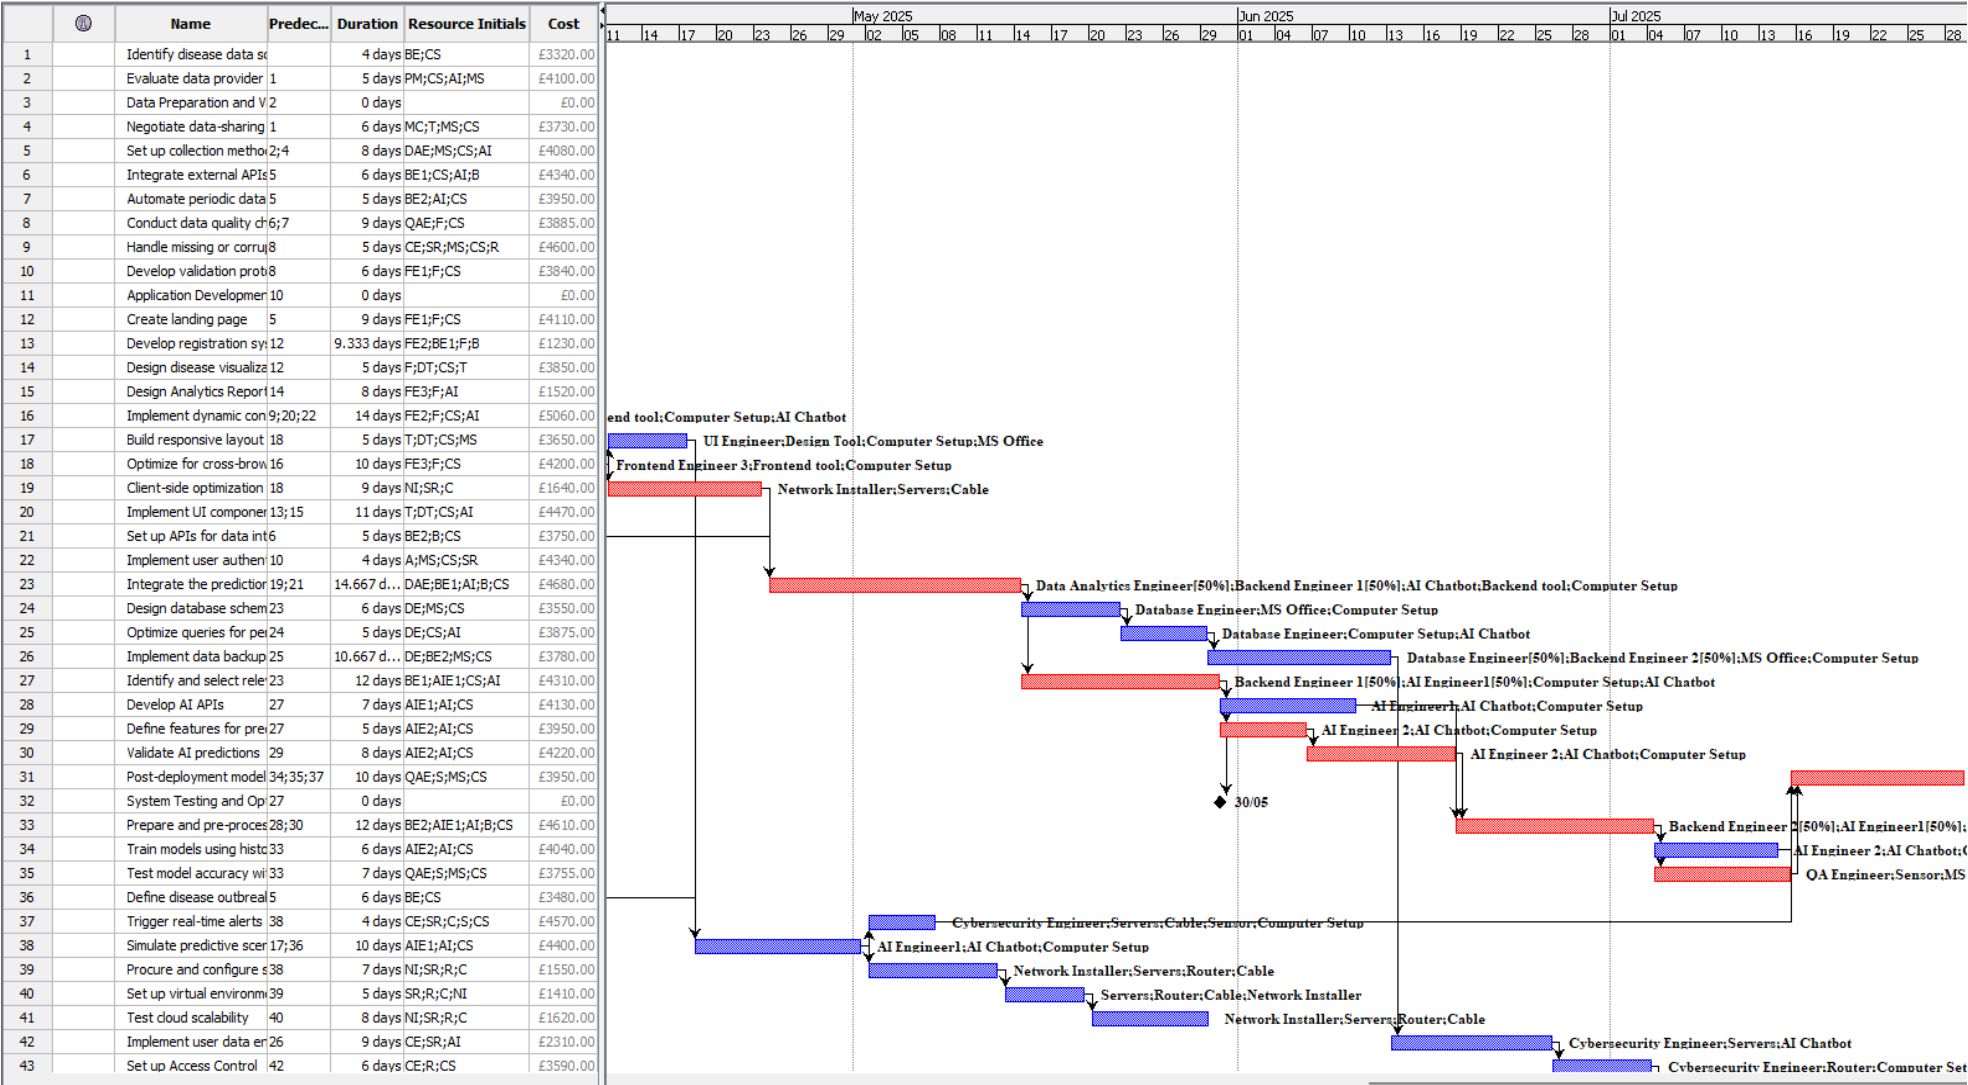 Name Predec... Duration Resource Initials Cost
May 2025 Jun 2025 Jul 2025
11 14 17 20 23 26 29 02 05 08 11 14 17 20 23 26 29 01 04 07 10 13 16 19 22 25 28 01 04 07 10 13 16 19 22 25 28
1 Identify disease data so 4 days BE;CS £3320.00
2 Evaluate data provider 1 5 days PM;CS;AI;MS £4100.00
3 Data Preparation and V 2 0 days £0.00
4 Negotiate data-sharing 1 6 days MC;T;MS;CS £3730.00
5 Set up collection metho 2;4 8 days DAE;MS;CS;AI £4080.00
6 Integrate external APIs 5 6 days BE1;CS;AI;B £4340.00
7 Automate periodic data 5 5 days BE2;AI;CS £3950.00
8 Conduct data quality ch 6;7 9 days QAE;F;CS £3885.00
9 Handle missing or corru 8 5 days CE;SR;MS;CS;R £4600.00
10 Develop validation prot 8 6 days FE1;F;CS £3840.00
11 Application Developmen 10 0 days £0.00
12 Create landing page 5 9 days FE1;F;CS £4110.00
13 Develop registration sy 12 9.333 days FE2;BE1;F;B £1230.00
14 Design disease visualiza 12 5 days F;DT;CS;T £3850.00
15 Design Analytics Report 14 8 days FE3;F;AI £1520.00
16 Implement dynamic con 9;20;22 14 days FE2;F;CS;AI £5060.00 end tool;Computer Setup;AI Chatbot
17 Build responsive layout 18 5 days T;DT;CS;MS £3650.00 UI Engineer;Design Tool;Computer Setup;MS Office
18 Optimize for cross-brow 16 10 days FE3;F;CS £4200.00 Frontend Engineer 3;Frontend tool;Computer Setup
19 Client-side optimization 18 9 days NI;SR;C £1640.00 Network Installer;Servers;Cable
20 Implement UI componer 13;15 11 days T;DT;CS;AI £4470.00
21 Set up APIs for data int 6 5 days BE2;B;CS £3750.00
22 Implement user authen 10 4 days A;MS;CS;SR £4340.00
23 Integrate the prediction 19;21 14.667 d... DAE;BE1;AI;B;CS £4680.00 Data Analytics Engineer[50%];Backend Engineer 1[50%];AI Chatbot;Backend tool;Computer Setup
24 Design database schem 23 6 days DE;MS;CS £3550.00 Database Engineer;MS Office;Computer Setup
25 Optimize queries for per 24 5 days DE;CS;AI £3875.00 Database Engineer;Computer Setup;AI Chatbot
26 Implement data backup 25 10.667 d... DE;BE2;MS;CS £3780.00 Database Engineer[50%];Backend Engineer 2[50%];MS Office;Computer Setup
27 Identify and select rele 23 12 days BE1;AIE1;CS;AI £4310.00 Backend Engineer 1[50%];AI Engineer1[50%];Computer Setup;AI Chatbot
28 Develop AI APIs 27 7 days AIE1;AI;CS £4130.00 AI Engineer1;AI Chatbot;Computer Setup
29 Define features for pre 27 5 days AIE2;AI;CS £3950.00 AI Engineer 2;AI Chatbot;Computer Setup
30 Validate AI predictions 29 8 days AIE2;AI;CS £4220.00 AI Engineer 2;AI Chatbot;Computer Setup
31 Post-deployment model 34;35;37 10 days QAE;S;MS;CS £3950.00
32 System Testing and Op 27 0 days £0.00 30/05
33 Prepare and pre-proces 28;30 12 days BE2;AIE1;AI;B;CS £4610.00 Backend Engineer 2[50%];AI Engineer1[50%];
34 Train models using histo 33 6 days AIE2;AI;CS £4040.00 AI Engineer 2;AI Chatbot;C
35 Test model accuracy wi 33 7 days QAE;S;MS;CS £3755.00 QA Engineer;Sensor;MS
36 Define disease outbreal 5 6 days BE;CS £3480.00
37 Trigger real-time alerts 38 4 days CE;SR;C;S;CS £4570.00 Cybersecurity Engineer;Servers;Cable;Sensor;Computer Setup
38 Simulate predictive scer 17;36 10 days AIE1;AI;CS £4400.00 AI Engineer1;AI Chatbot;Computer Setup
39 Procure and configure s 38 7 days NI;SR;R;C £1550.00 Network Installer;Servers;Router;Cable
40 Set up virtual environme 39 5 days SR;R;C;NI £1410.00 Servers;Router;Cable;Network Installer
41 Test cloud scalability 40 8 days NI;SR;R;C £1620.00 Network Installer;Servers;Router;Cable
42 Implement user data en 26 9 days CE;SR;AI £2310.00 Cybersecurity Engineer;Servers;AI Chatbot
43 Set up Access Control 42 6 days CE;R;CS £3590.00 Cybersecurity Engineer;Router;Computer Set